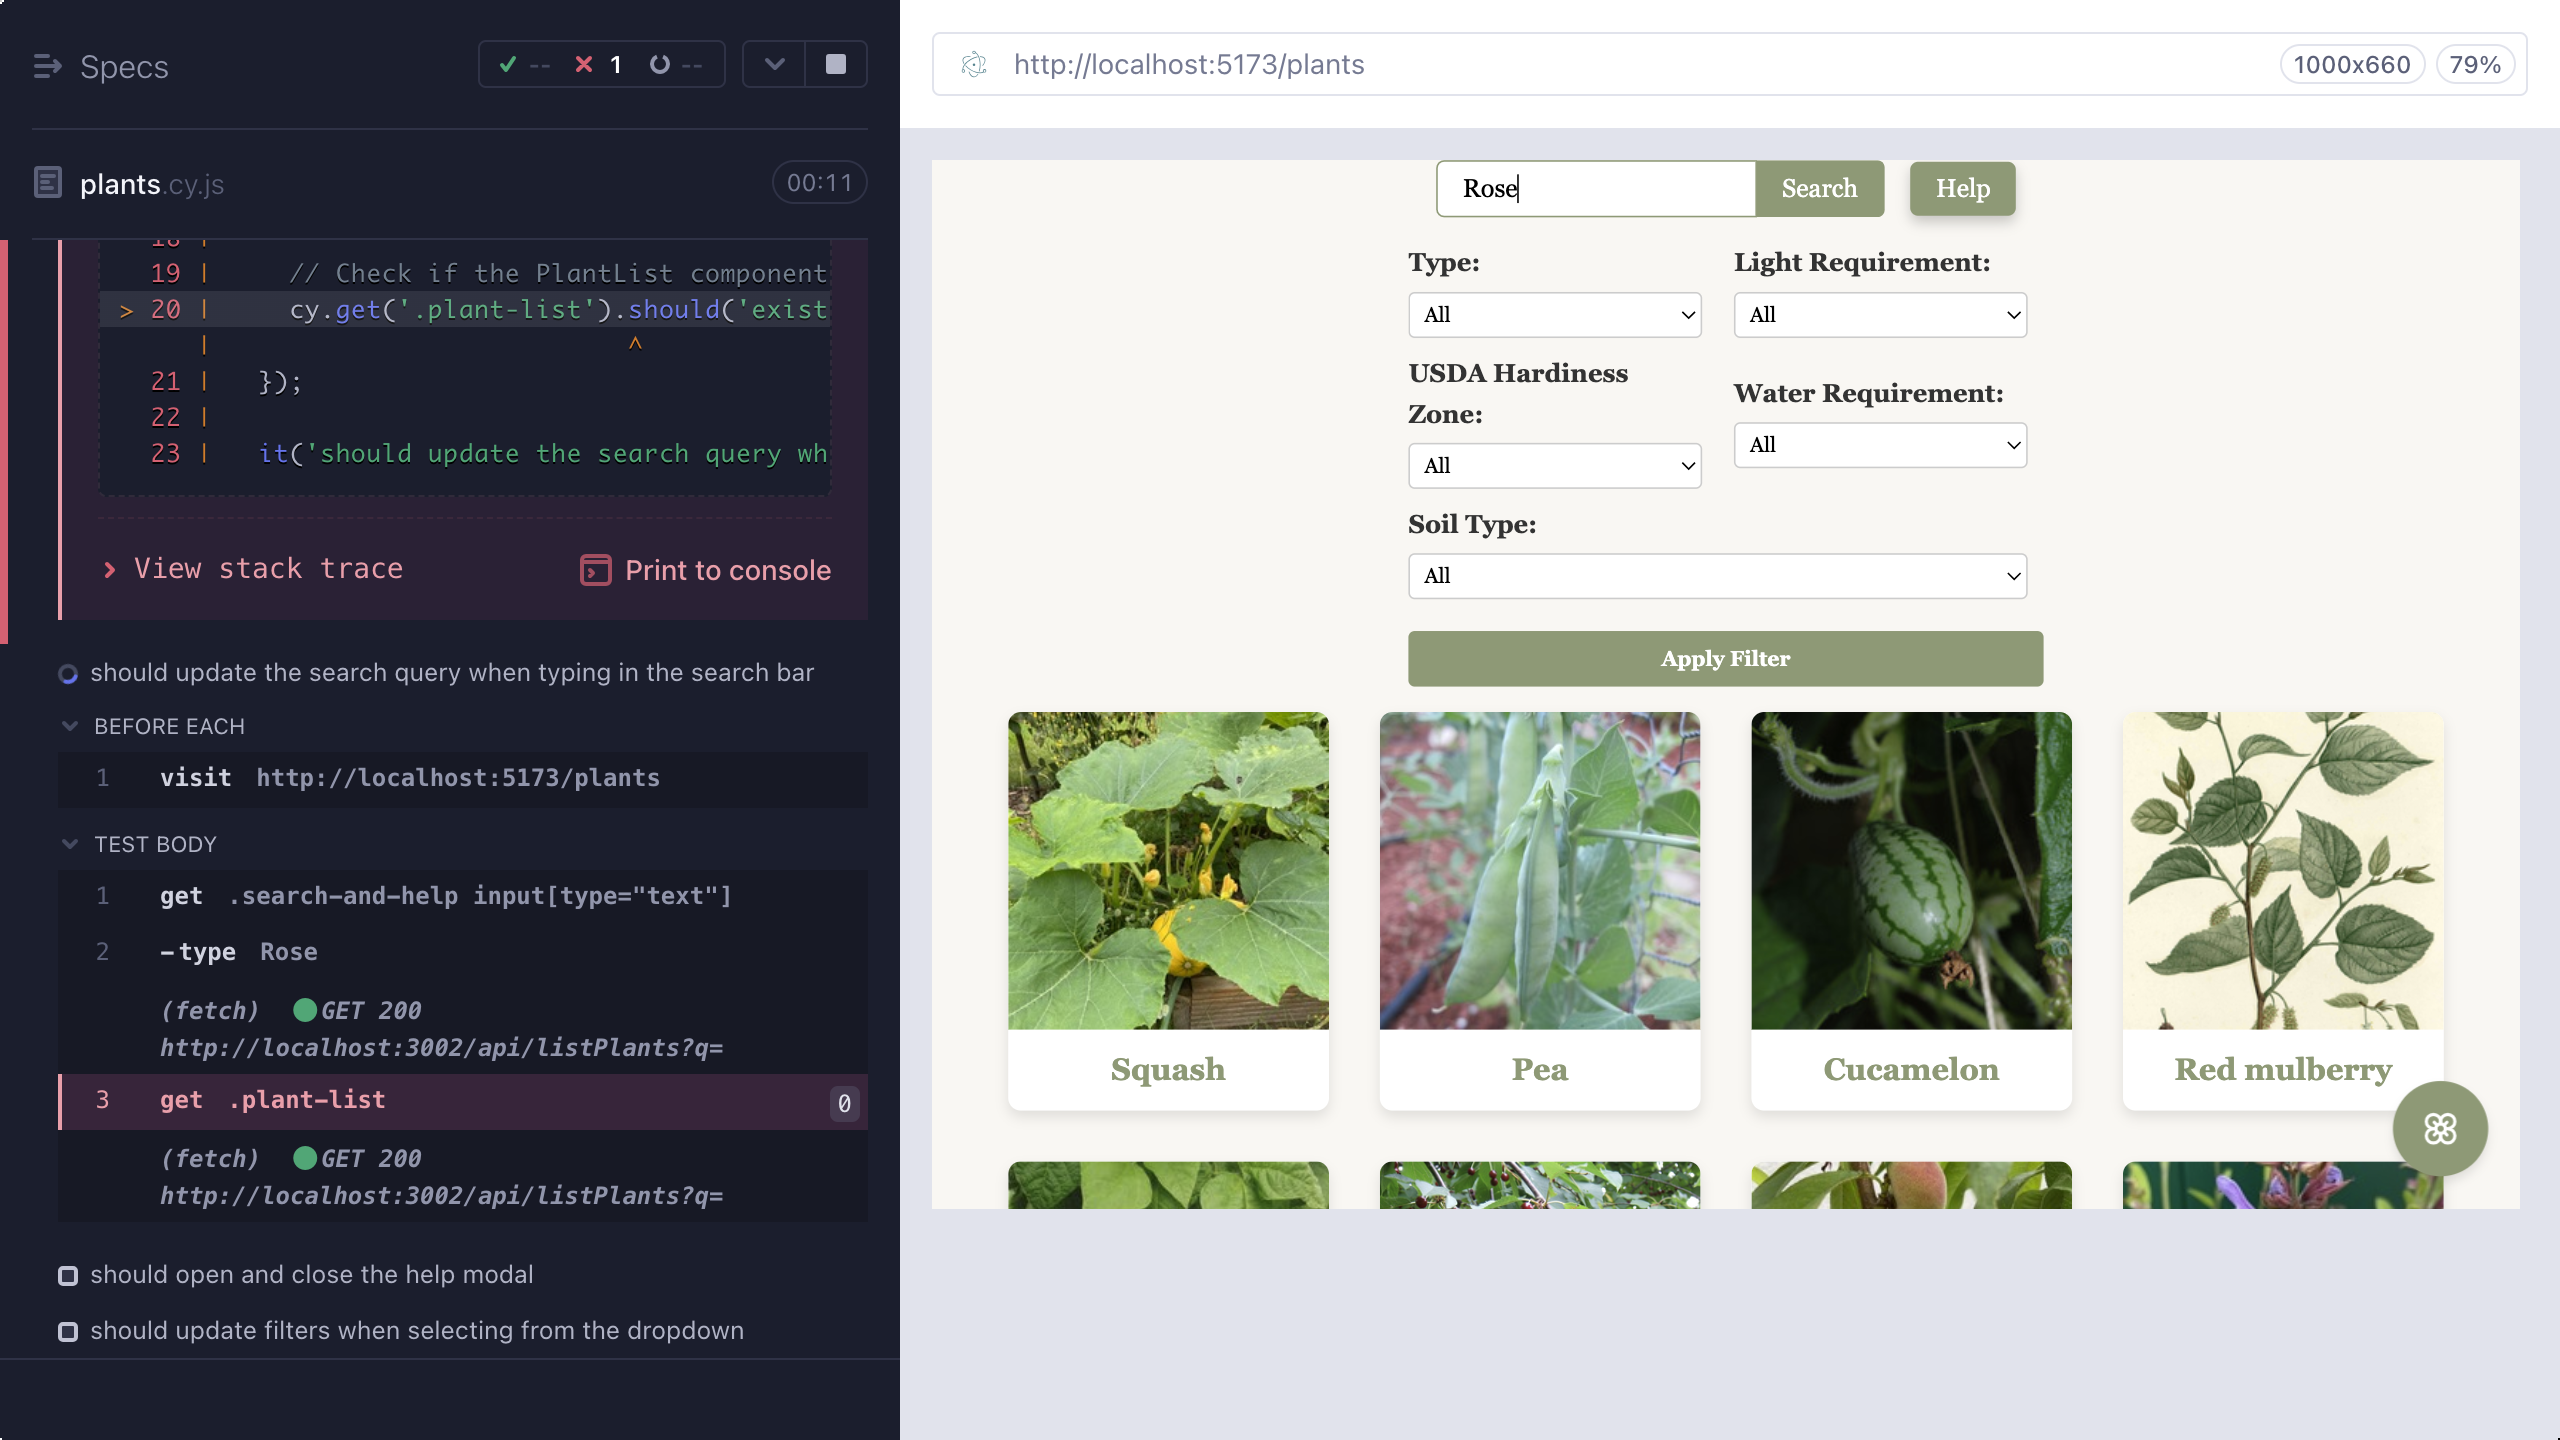 Specs
-- 1 --
plants.cy.js
00:11
19 | // Check if the PlantList component
> 20 | cy.get('.plant-list').should('exist
| ^
21 | });
22 |
23 | it('should update the search query wh
View stack trace
Print to console
should update the search query when typing in the search bar
BEFORE EACH
1 visit http://localhost:5173/plants
TEST BODY
1 get .search-and-help input[type="text"]
2 -type Rose
(fetch) GET 200
http://localhost:3002/api/listPlants?q=
3 get .plant-list 0
(fetch) GET 200
http://localhost:3002/api/listPlants?q=
should open and close the help modal
should update filters when selecting from the dropdown
http://localhost:5173/plants
1000x660
79%
Rose
Search
Help
Type:
All
Light Requirement:
All
USDA Hardiness
Zone:
All
Water Requirement:
All
Soil Type:
All
Apply Filter
Squash
Pea
Cucamelon
Red mulberry